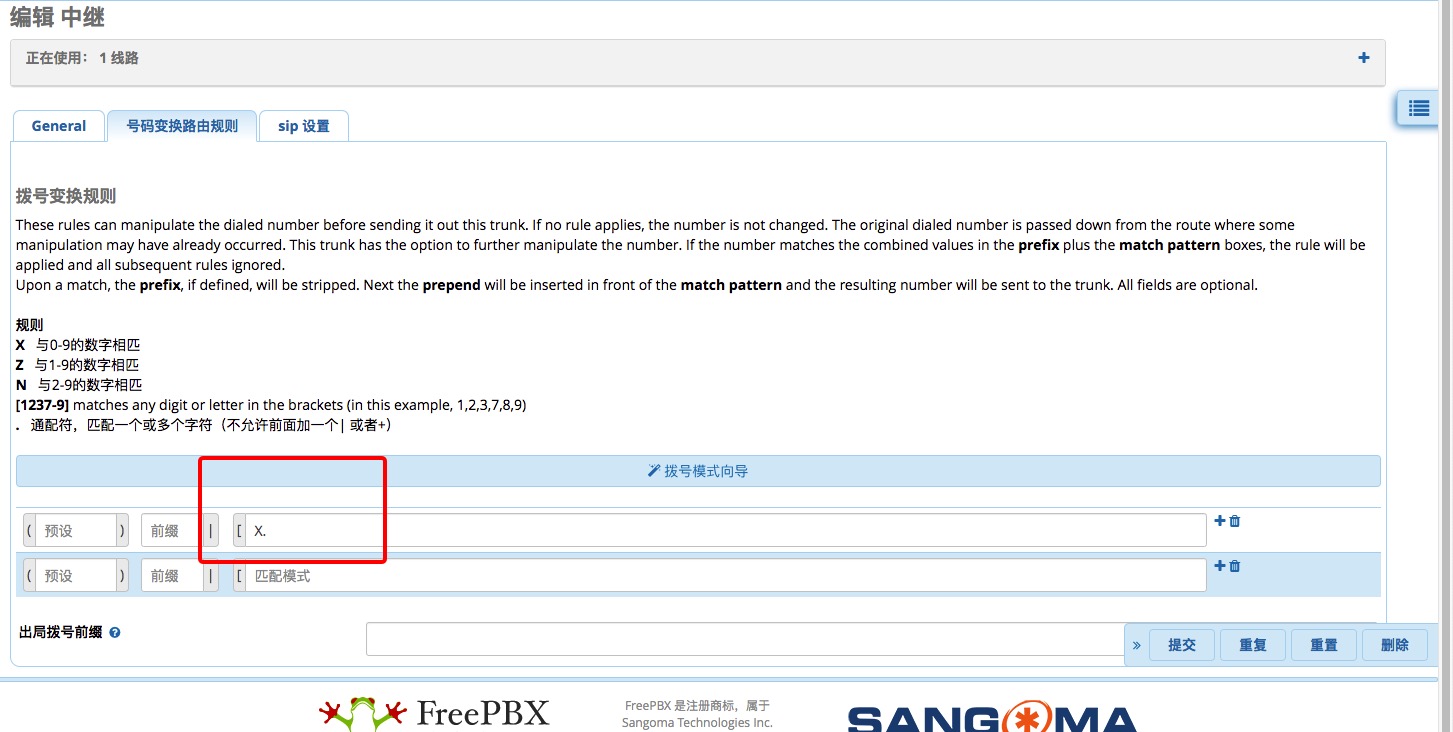 编辑 中继
正在使用： 1 线路
General 号码变换路由规则 sip 设置
拨号变换规则
These rules can manipulate the dialed number before sending it out this trunk. If no rule applies, the number is not changed. The original dialed number is passed down from the route where some
manipulation may have already occurred. This trunk has the option to further manipulate the number. If the number matches the combined values in the prefix plus the match pattern boxes, the rule will be
applied and all subsequent rules ignored.
Upon a match, the prefix, if defined, will be stripped. Next the prepend will be inserted in front of the match pattern and the resulting number will be sent to the trunk. All fields are optional.
规则
X 与0-9的数字相匹
Z 与1-9的数字相匹
N 与2-9的数字相匹
[1237-9] matches any digit or letter in the brackets (in this example, 1,2,3,7,8,9)
. 通配符，匹配一个或多个字符（不允许前面加一个| 或者+）
拨号模式向导
( 预设 ) 前缀 | [ X.
( 预设 ) 前缀 | [ 匹配模式
出局拨号前缀 ?
» 提交 重复 重置 删除
FreePBX
FreePBX 是注册商标，属于
Sangoma Technologies Inc.
SANGOMA